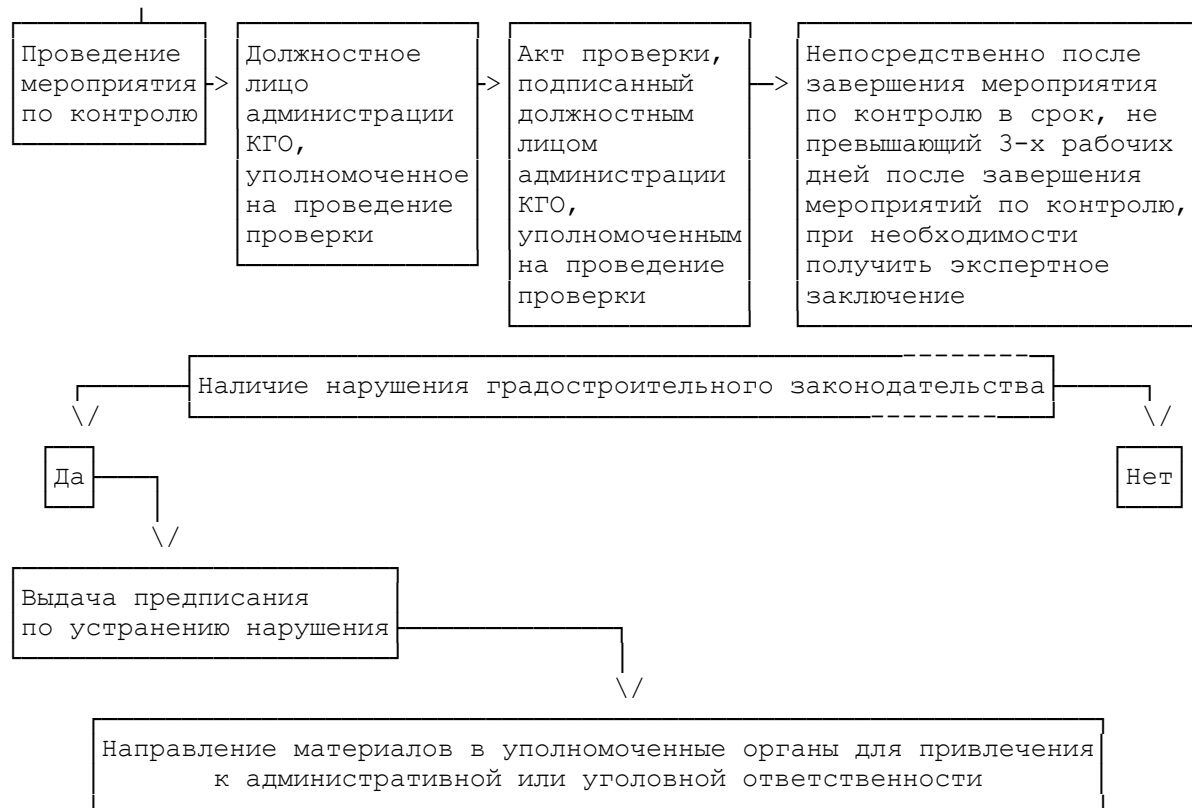 Проведение
мероприятия
по контролю
Должностное
лицо
администрации
КГО,
уполномоченное
на проведение
проверки
Акт проверки,
подписанный
должностным
лицом
администрации
КГО,
уполномоченным
на проведение
проверки
Непосредственно после
завершения мероприятия
по контролю в срок, не
превышающий 3-х рабочих
дней после завершения
мероприятий по контролю,
при необходимости
получить экспертное
заключение
Наличие нарушения градостроительного законодательства
Да
Нет
Выдача предписания
по устранению нарушения
Направление материалов в уполномоченные органы для привлечения
к административной или уголовной ответственности